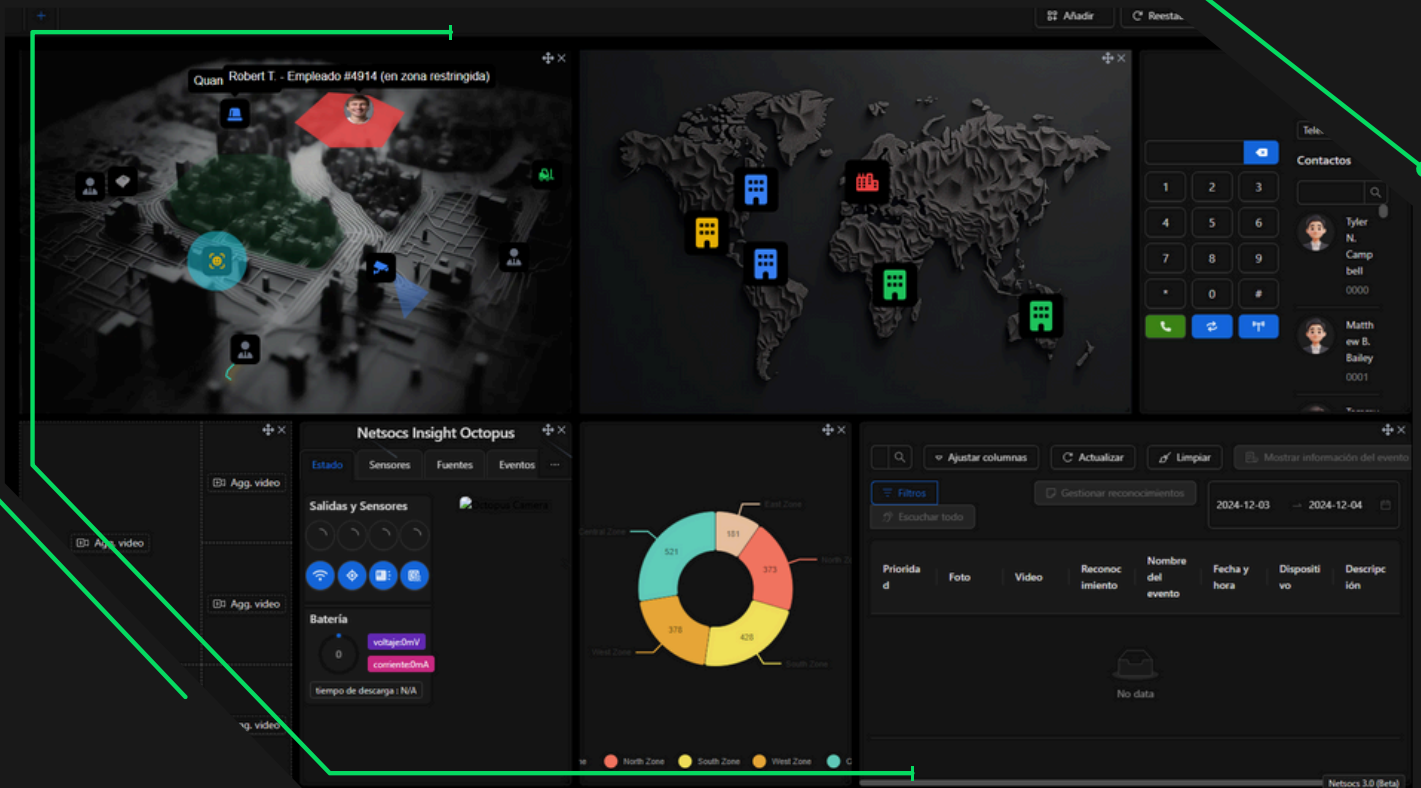 Añadir
Reesta
Quan
Robert T. - Empleado #4914 (en zona restringida)
1 2 3
4 5 6
7 8 9
* 0 #
Contactos
Tyler
N.
Camp
bell
0000
Matth
ew B.
Bailey
0001
Agg. video
Agg. video
Agg. video
Netsocs Insight Octopus
Estado Sensores Fuentes Eventos ...
Salidas y Sensores
Octopus Camera
Batería
0
voltaje:0mV
corriente:0mA
tiempo de descarga : N/A
East Zone
Central Zone
181
521
373
North Z
378
428
West Zone
South Zone
North Zone South Zone West Zone
Ajustar columnas Actualizar Limpiar Mostrar información del evento
Filtros Gestionar reconocimientos 2024-12-03 → 2024-12-04
Escuchar todo
Priorida
d
Foto
Video
Reconoc
imiento
Nombre
del
evento
Fecha y
hora
Dispositi
vo
Descripc
ión
No data
Netsocs 3.0 (Beta)